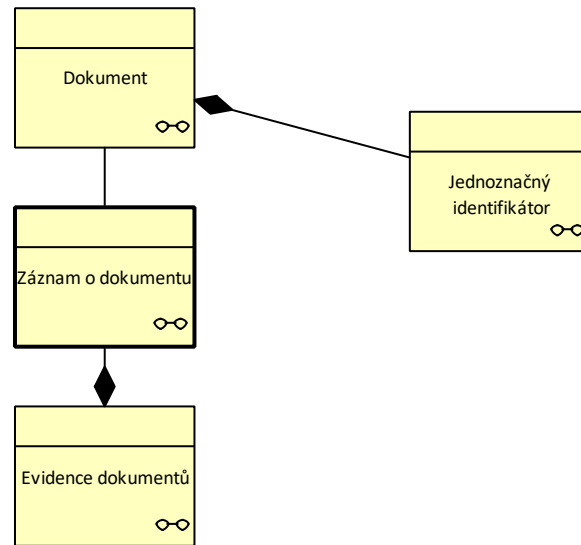 Dokument
Jednoznačný
identifikátor
Záznam o dokumentu
Evidence dokumentů